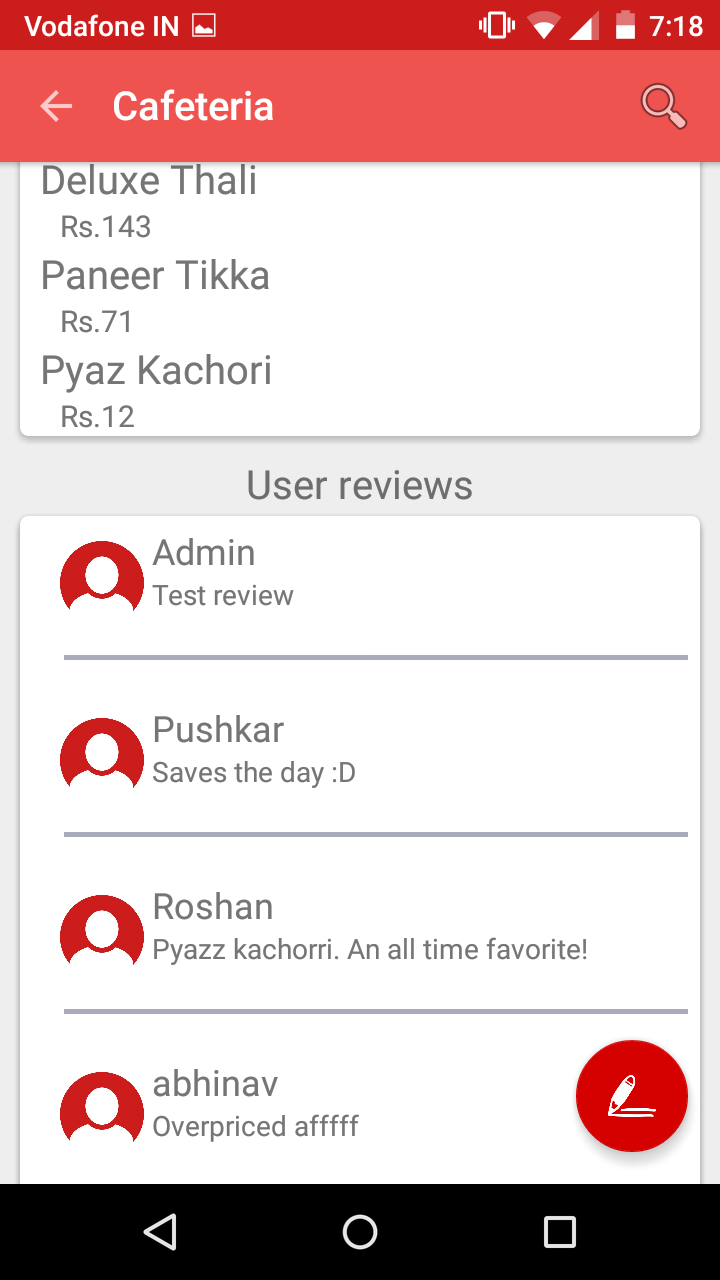 Vodafone IN
7:18
Cafeteria
Deluxe Thali
Rs.143
Paneer Tikka
Rs.71
Pyaz Kachori
Rs.12
User reviews
Admin
Test review
Pushkar
Saves the day :D
Roshan
Pyazz kachorri. An all time favorite!
abhinav
Overpriced afffff